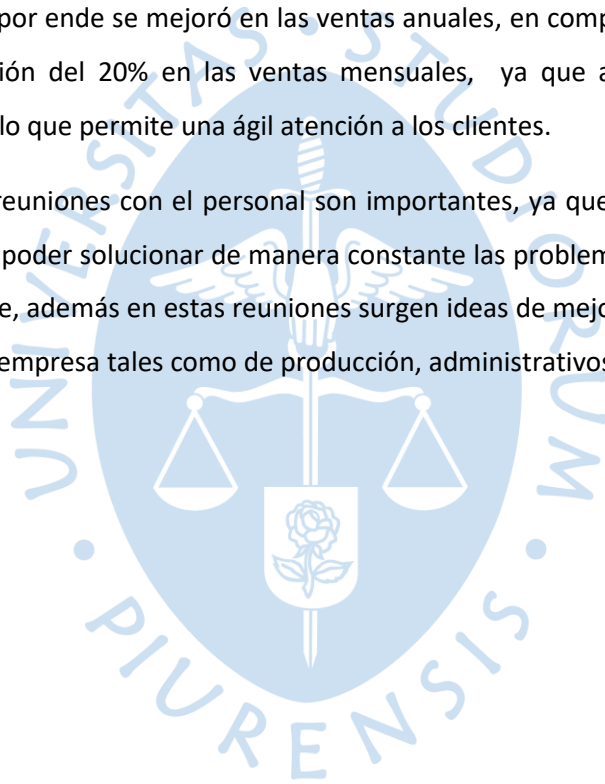 por ende se mejoró en las ventas anuales, en comp
ión del 20% en las ventas mensuales, ya que a
lo que permite una ágil atención a los clientes.
reuniones con el personal son importantes, ya que
poder solucionar de manera constante las problem
e, además en estas reuniones surgen ideas de mejo
empresa tales como de producción, administrativos
UNIVERSITAS • STUDIORUM • PIURENSIS •